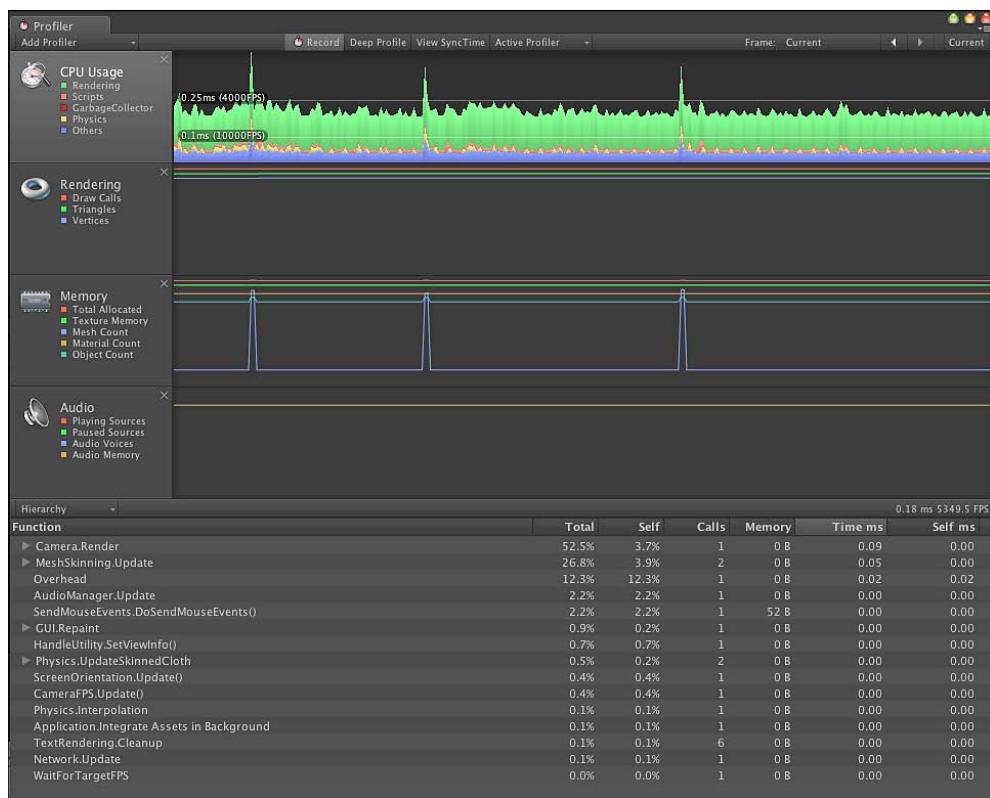 Profiler
Add Profiler Record Deep Profile View SyncTime Active Profiler Frame: Current Current
CPU Usage
Rendering
Scripts
GarbageCollector
Physics
Others
0.25ms (4000FPS)
0.1ms (10000FPS)
Rendering
Draw Calls
Triangles
Vertices
Memory
Total Allocated
Texture Memory
Mesh Count
Material Count
Object Count
Audio
Playing Sources
Paused Sources
Audio Voices
Audio Memory
Hierarchy 0.18 ms 5349.5 FPS
Function Total Self Calls Memory Time ms Self ms
Camera.Render 52.5% 3.7% 1 0 B 0.09 0.00
MeshSkinning.Update 26.8% 3.9% 2 0 B 0.05 0.00
Overhead 12.3% 12.3% 1 0 B 0.02 0.02
AudioManager.Update 2.2% 2.2% 1 0 B 0.00 0.00
SendMouseEvents.DoSendMouseEvents() 2.2% 2.2% 1 52 B 0.00 0.00
GUI.Repaint 0.9% 0.2% 1 0 B 0.00 0.00
HandleUtility.SetViewInfo() 0.7% 0.7% 1 0 B 0.00 0.00
Physics.UpdateSkinnedCloth 0.5% 0.2% 2 0 B 0.00 0.00
ScreenOrientation.Update() 0.4% 0.4% 1 0 B 0.00 0.00
CameraFPS.Update() 0.4% 0.4% 1 0 B 0.00 0.00
Physics.Interpolation 0.1% 0.1% 1 0 B 0.00 0.00
Application.Integrate Assets in Background 0.1% 0.1% 1 0 B 0.00 0.00
TextRendering.Cleanup 0.1% 0.1% 6 0 B 0.00 0.00
Network.Update 0.1% 0.1% 1 0 B 0.00 0.00
WaitForTargetFPS 0.0% 0.0% 1 0 B 0.00 0.00